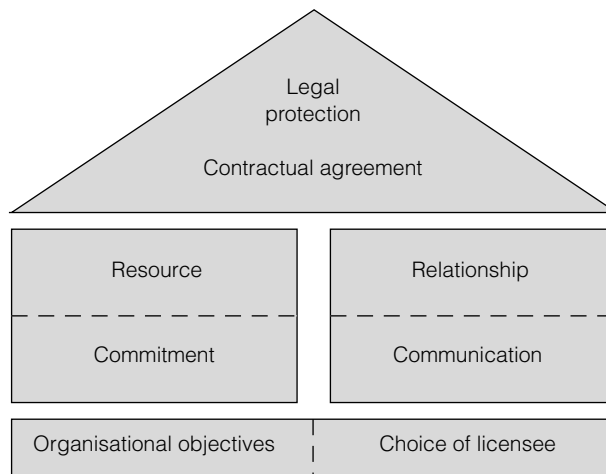 Legal
protection
Contractual agreement
Resource
Relationship
Commitment
Communication
Organisational objectives
Choice of licensee